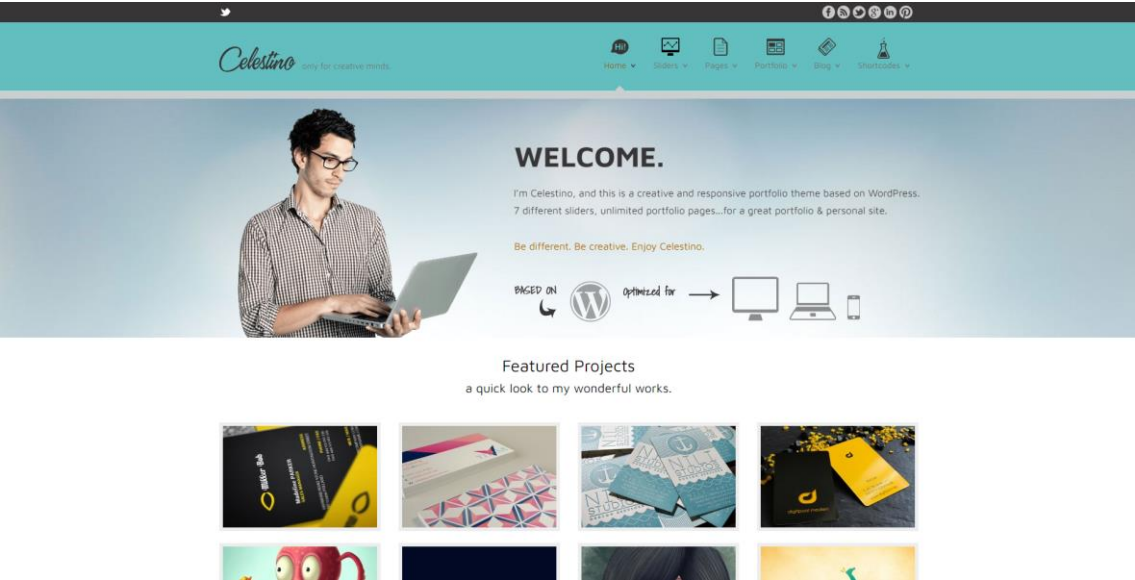 Celestino only for creative minds.
Hi!
Home Sliders Pages Portfolio Blog Shortcodes
WELCOME.
I'm Celestino, and this is a creative and responsive portfolio theme based on WordPress.
7 different sliders, unlimited portfolio pages...for a great portfolio & personal site.
Be different. Be creative. Enjoy Celestino.
BASED ON
Optimized for
Featured Projects
a quick look to my wonderful works.